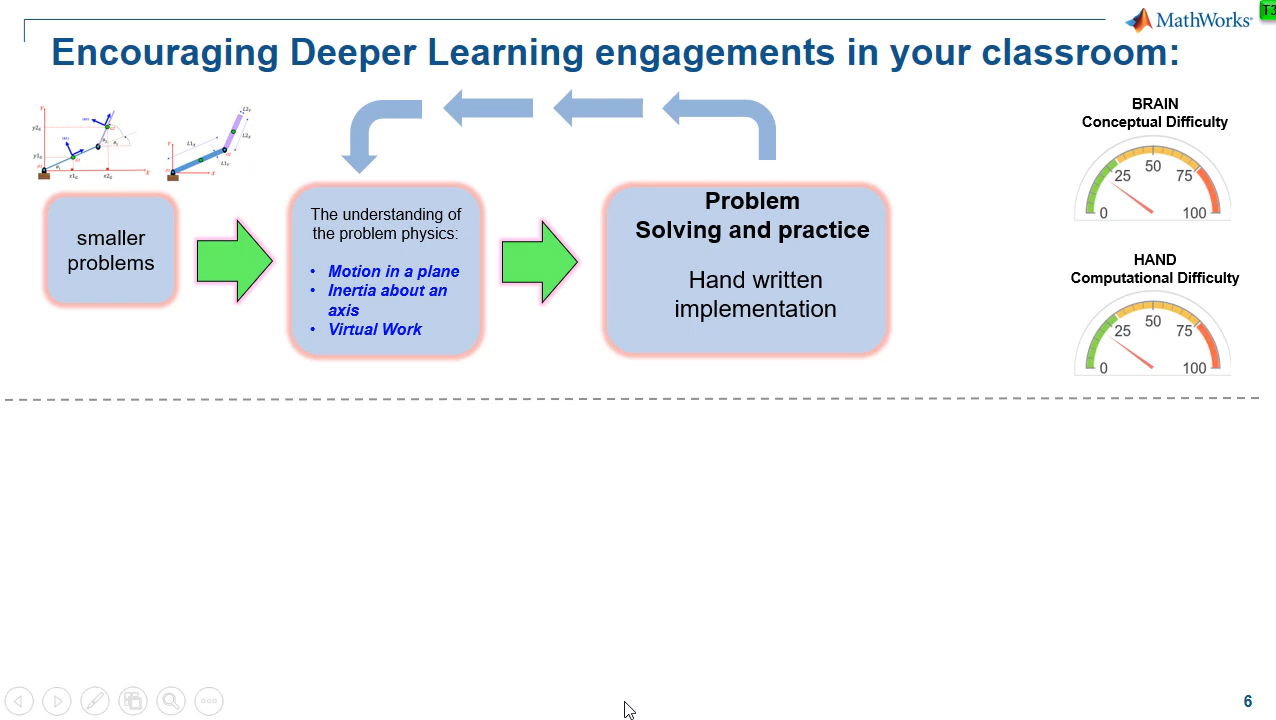 T3
MathWorks®
Encouraging Deeper Learning engagements in your classroom:
BRAIN
Conceptual Difficulty
0 25 50 75 100
HAND
Computational Difficulty
0 25 50 75 100
smaller
problems
The understanding of
the problem physics:
• Motion in a plane
• Inertia about an
axis
• Virtual Work
Problem
Solving and practice
Hand written
implementation
6